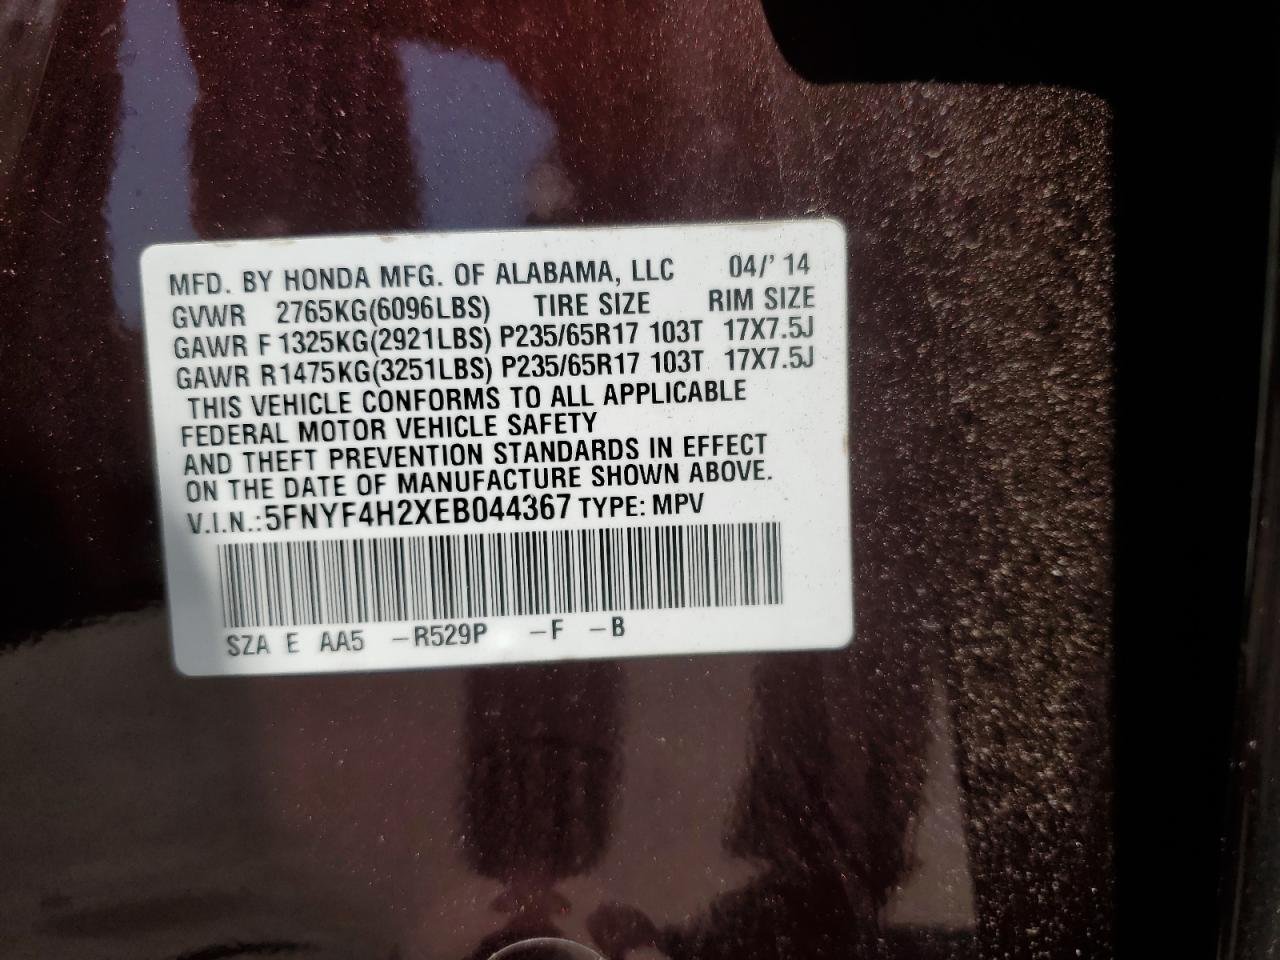 MFD. BY HONDA MFG. OF ALABAMA, LLC 04/' 14
GVWR 2765KG(6096LBS) TIRE SIZE RIM SIZE
GAWR F 1325KG(2921LBS) P235/65R17 103T 17X7.5J
GAWR R1475KG(3251LBS) P235/65R17 103T 17X7.5J
THIS VEHICLE CONFORMS TO ALL APPLICABLE
FEDERAL MOTOR VEHICLE SAFETY
AND THEFT PREVENTION STANDARDS IN EFFECT
ON THE DATE OF MANUFACTURE SHOWN ABOVE.
V.I.N.:5FNYF4H2XEB044367 TYPE: MPV
SZA E AA5 -R529P -F -B